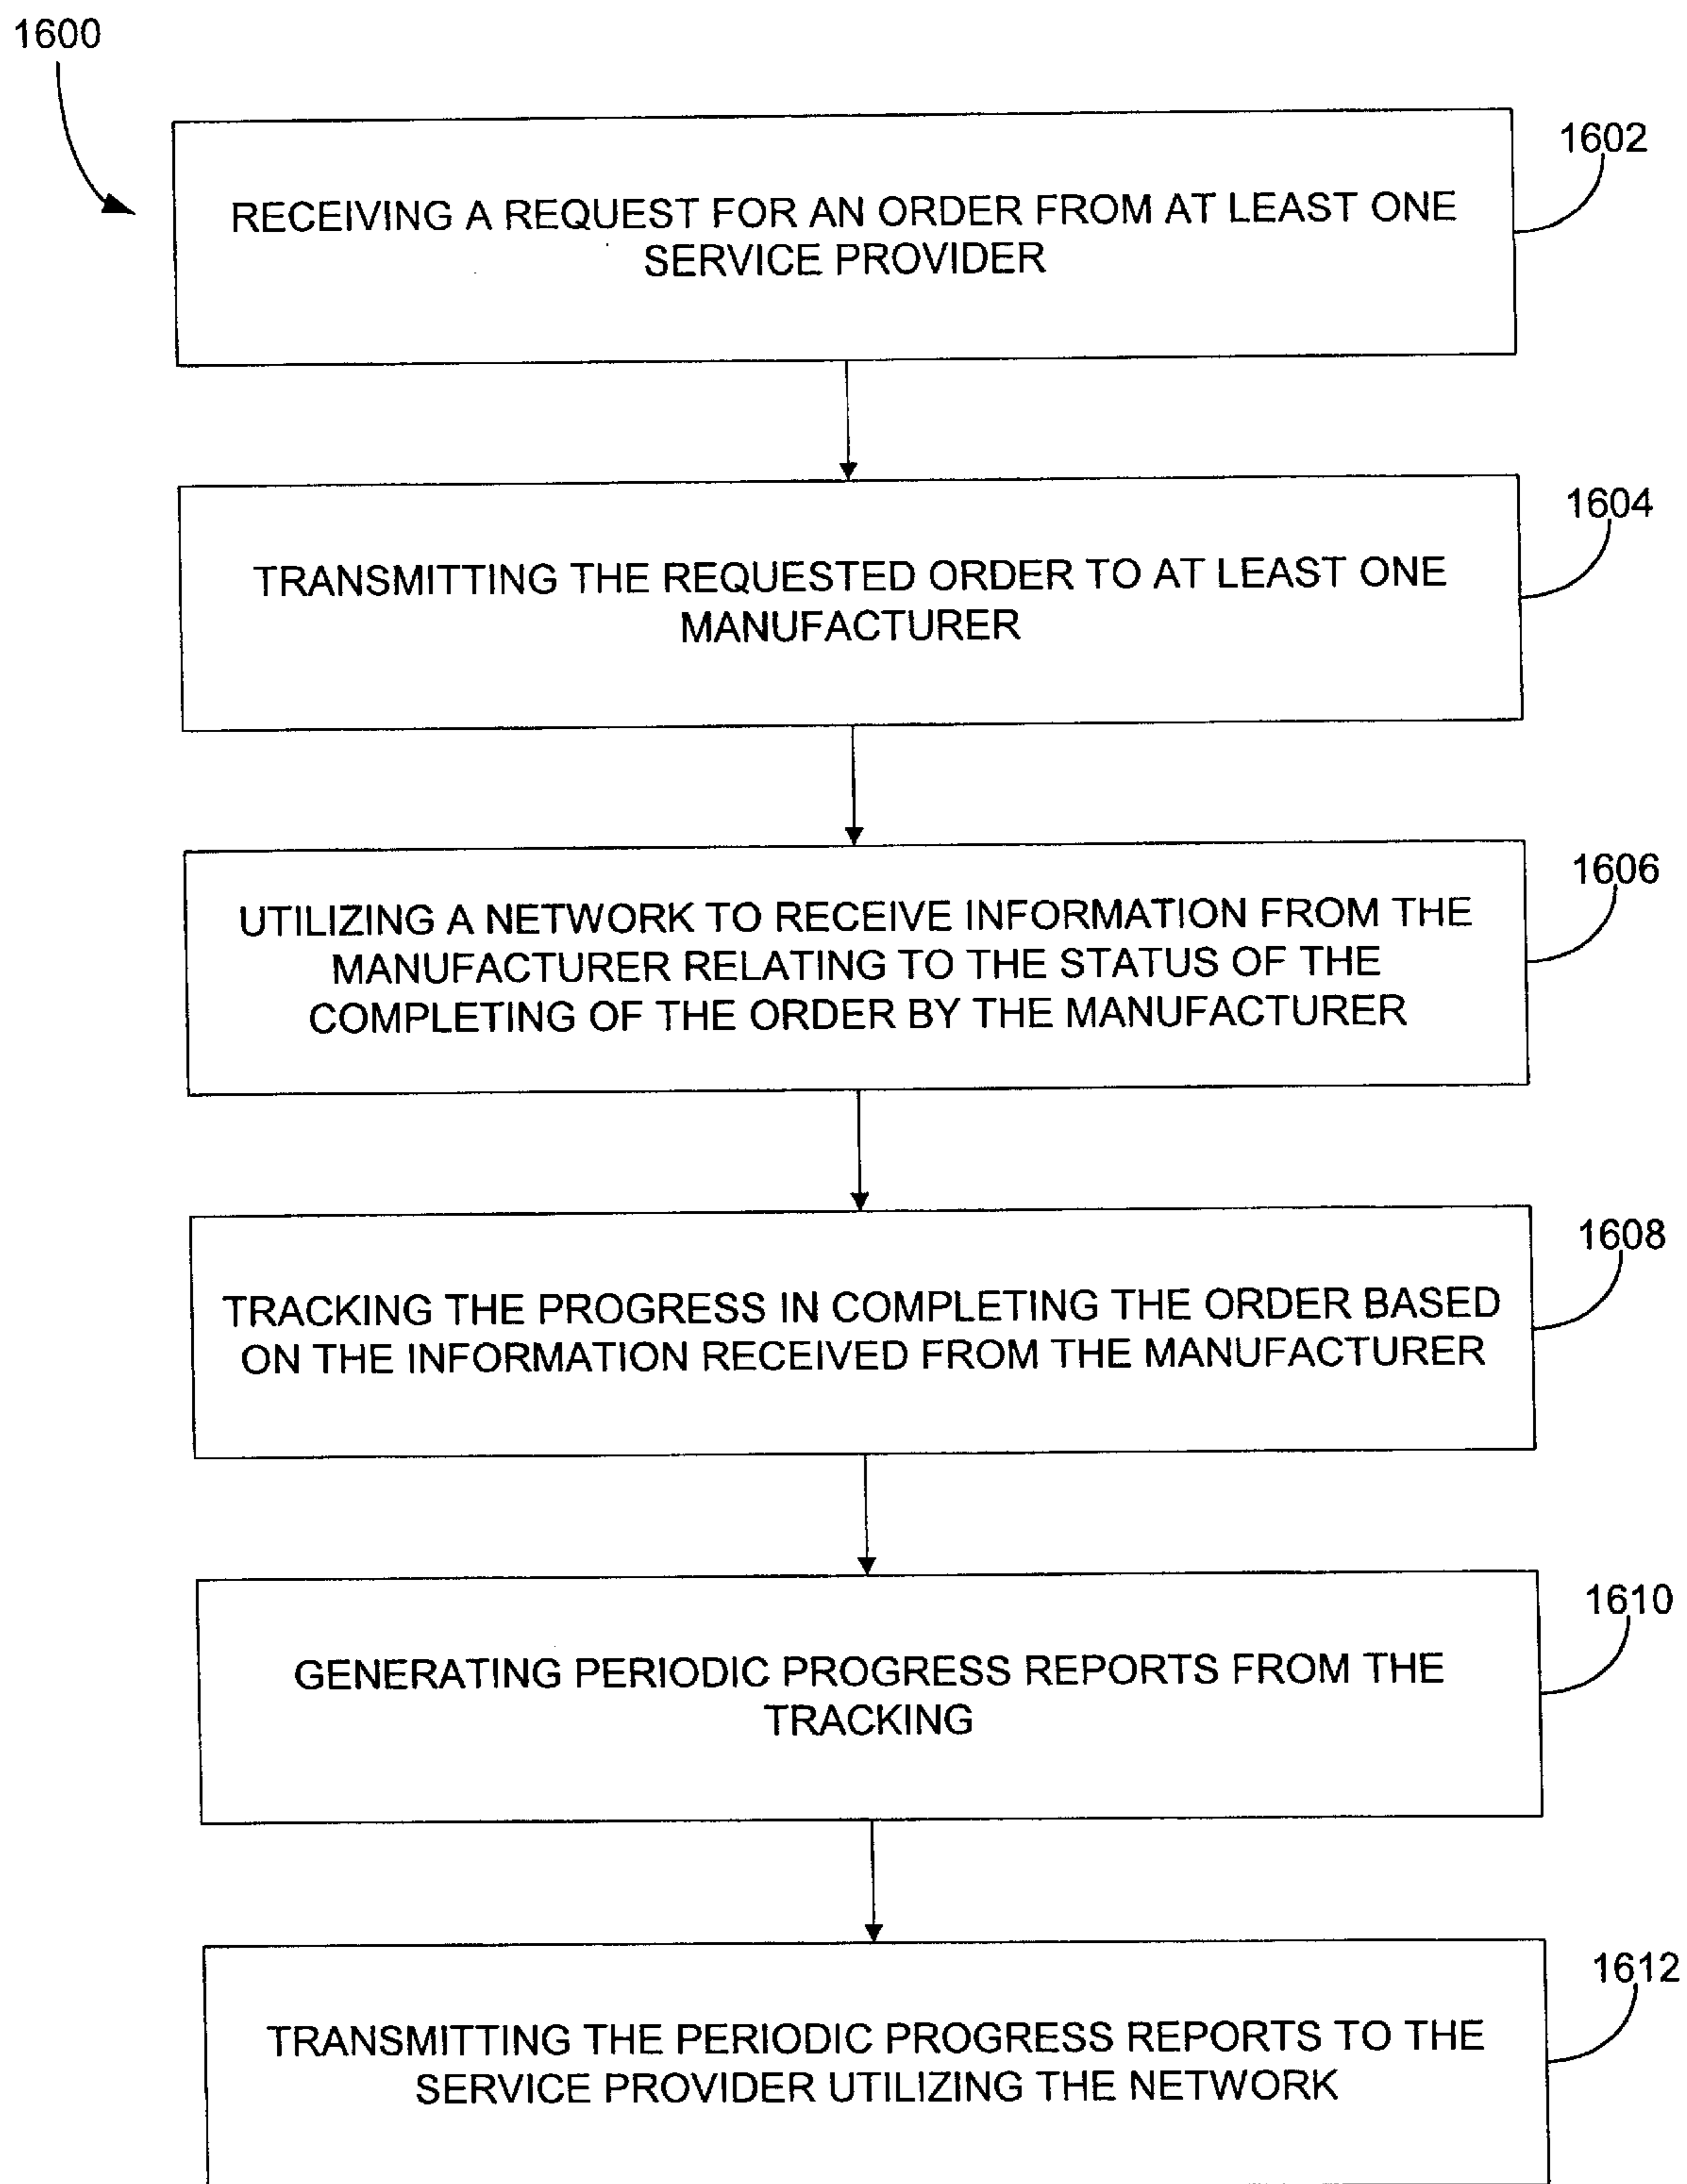 1600
1602
RECEIVING A REQUEST FOR AN ORDER FROM AT LEAST ONE
SERVICE PROVIDER
1604
TRANSMITTING THE REQUESTED ORDER TO AT LEAST ONE
MANUFACTURER
1606
UTILIZING A NETWORK TO RECEIVE INFORMATION FROM THE
MANUFACTURER RELATING TO THE STATUS OF THE
COMPLETING OF THE ORDER BY THE MANUFACTURER
1608
TRACKING THE PROGRESS IN COMPLETING THE ORDER BASED
ON THE INFORMATION RECEIVED FROM THE MANUFACTURER
1610
GENERATING PERIODIC PROGRESS REPORTS FROM THE
TRACKING
1612
TRANSMITTING THE PERIODIC PROGRESS REPORTS TO THE
SERVICE PROVIDER UTILIZING THE NETWORK